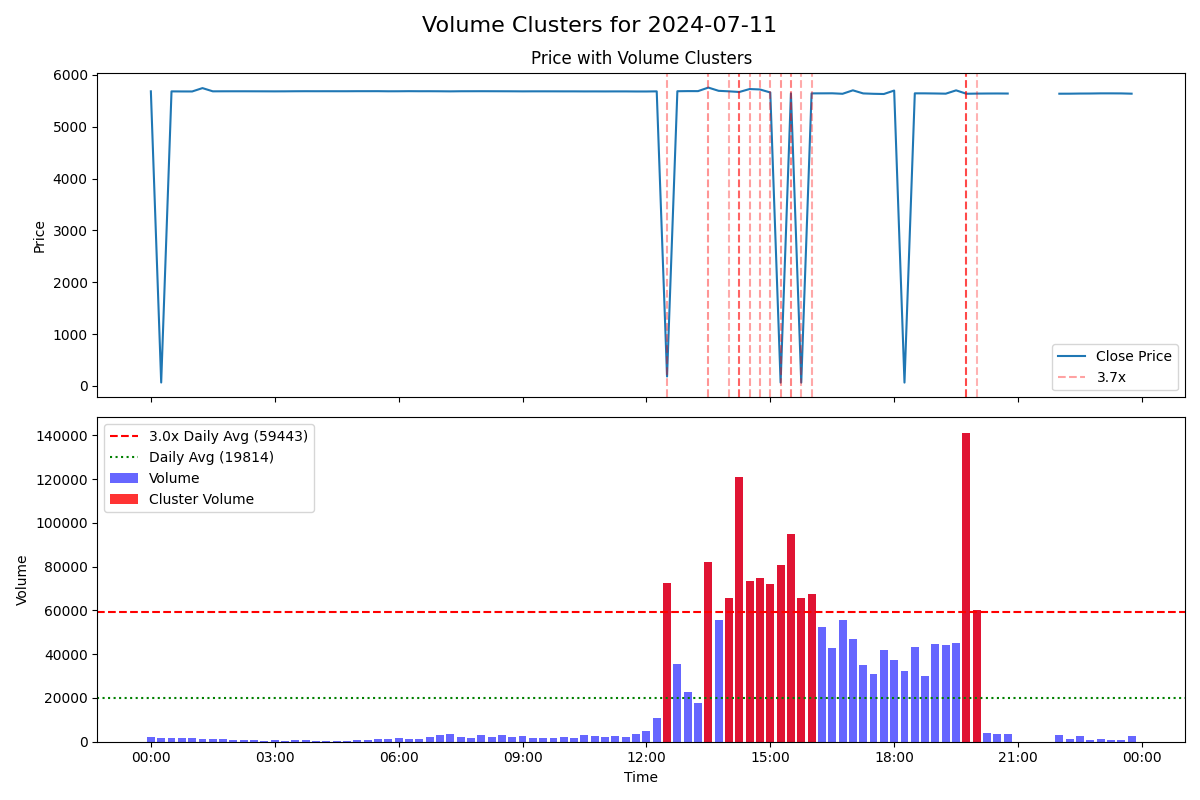 Volume Clusters for 2024-07-11
Price with Volume Clusters
6000
5000
4000
3000
2000
1000
0
Price
Close Price
3.7x
140000
120000
100000
80000
60000
40000
20000
0
Volume
3.0x Daily Avg (59443)
Daily Avg (19814)
Volume
Cluster Volume
00:00 03:00 06:00 09:00 12:00 15:00 18:00 21:00 00:00
Time